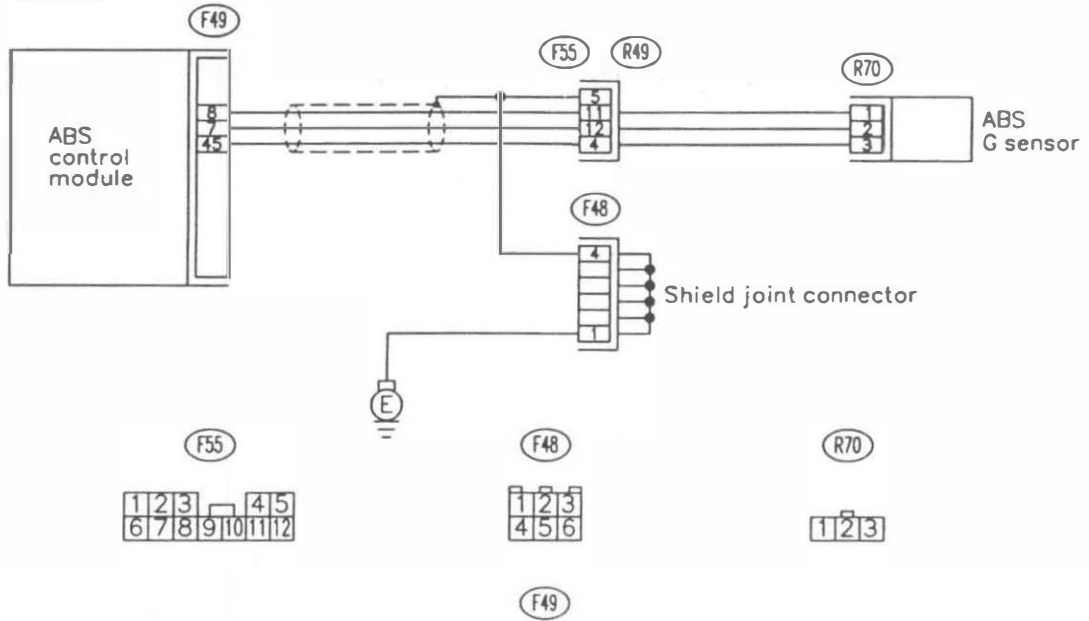 F49
F55 R49
R70
ABS
control
module
8
7
45
5
11
12
4
1
2
3
ABS
G sensor
F48
4
1
Shield joint connector
E
F55
F48
R70
1 2 3 4 5
6 7 8 9 10 11 12
1 2 3
4 5 6
1 2 3
F49